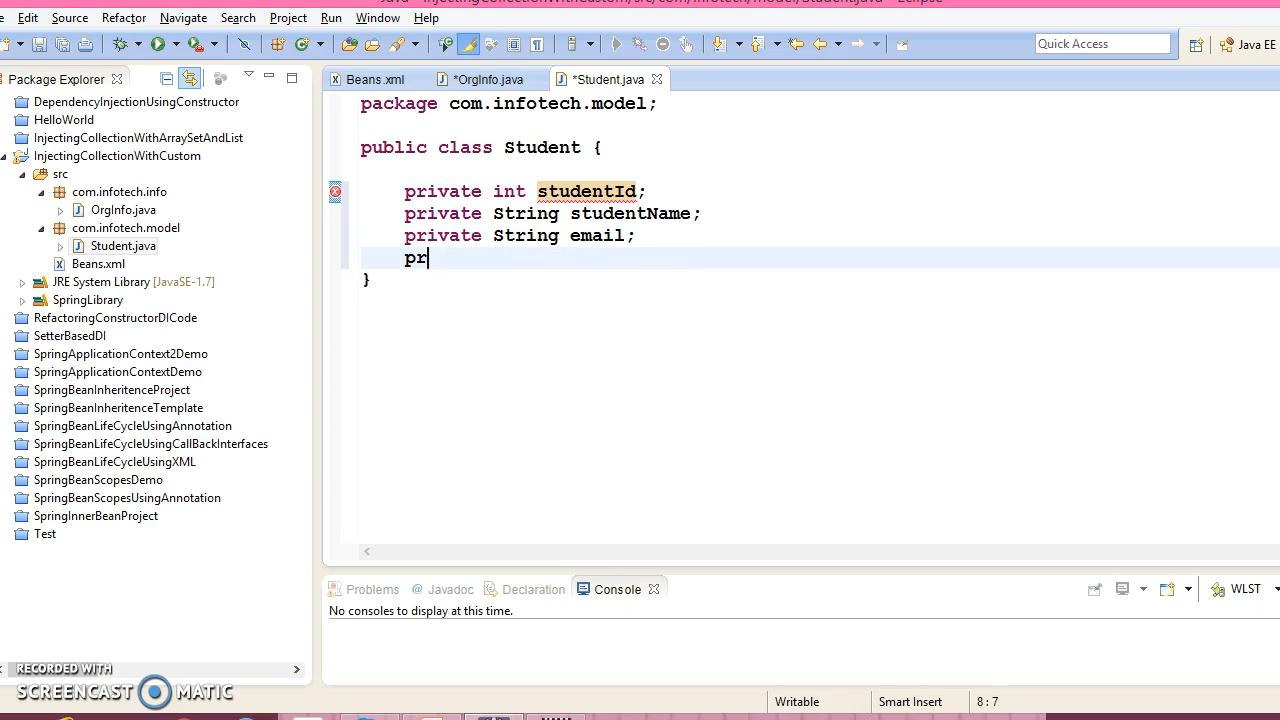 Java - InjectingCollectionWithCustom/src/com/infotech/model/Student.java - Eclipse
Edit Source Refactor Navigate Search Project Run Window Help
Quick Access
Java EE
Package Explorer
DependencyInjectionUsingConstructor
HelloWorld
InjectingCollectionWithArraySetAndList
InjectingCollectionWithCustom
src
com.infotech.info
OrgInfo.java
com.infotech.model
Student.java
Beans.xml
JRE System Library [JavaSE-1.7]
SpringLibrary
RefactoringConstructorDICode
SetterBasedDI
SpringApplicationContext2Demo
SpringApplicationContextDemo
SpringBeanInheritenceProject
SpringBeanInheritenceTemplate
SpringBeanLifeCycleUsingAnnotation
SpringBeanLifeCycleUsingCallBackInterfaces
SpringBeanLifeCycleUsingXML
SpringBeanScopesDemo
SpringBeanScopesUsingAnnotation
SpringInnerBeanProject
Test
Beans.xml *OrgInfo.java *Student.java
package com.infotech.model;
public class Student {
private int studentId;
private String studentName;
private String email;
pr
}
Problems @ Javadoc Declaration Console
WLST
No consoles to display at this time.
RECORDED WITH
SCREENCAST MATIC
Writable Smart Insert 8 : 7